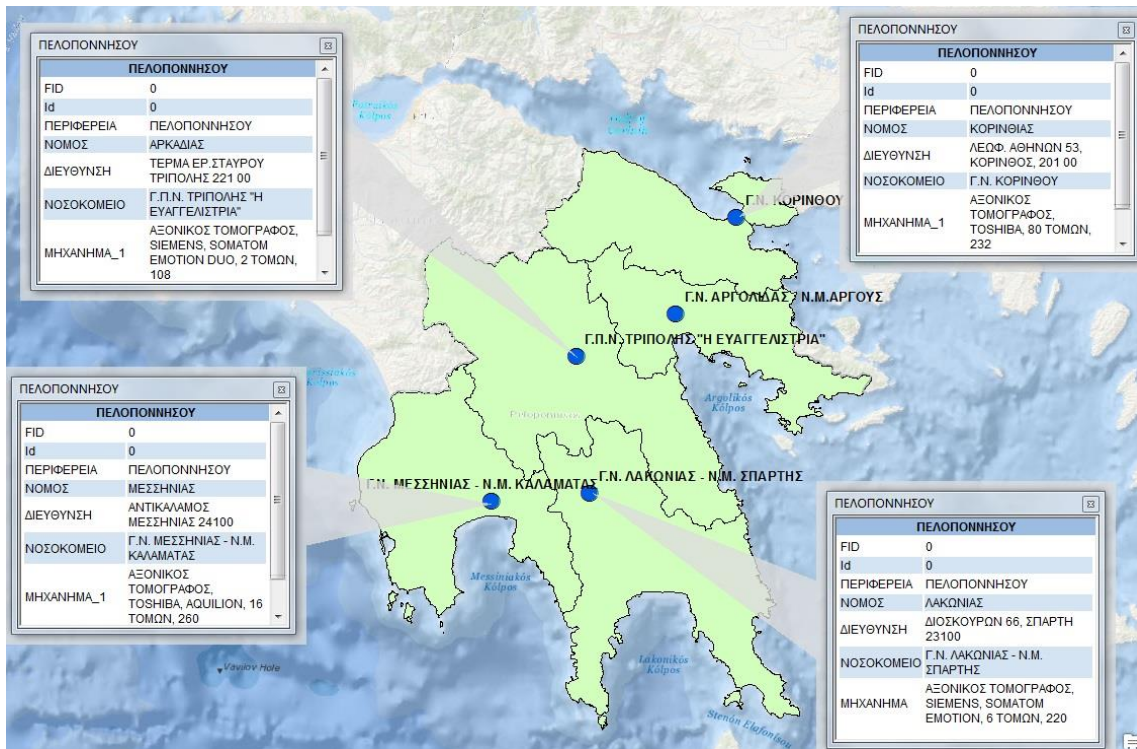 ΠΕΛΟΠΟΝΝΗΣΟΥ
ΠΕΛΟΠΟΝΝΗΣΟΥ
FID 0
Id 0
ΠΕΡΙΦΕΡΕΙΑ ΠΕΛΟΠΟΝΝΗΣΟΥ
ΝΟΜΟΣ ΑΡΚΑΔΙΑΣ
ΔΙΕΥΘΥΝΣΗ ΤΕΡΜΑ ΕΡ.ΣΤΑΥΡΟΥ
ΤΡΙΠΟΛΗΣ 221 00
ΝΟΣΟΚΟΜΕΙΟ Γ.Π.Ν. ΤΡΙΠΟΛΗΣ "Η
ΕΥΑΓΓΕΛΙΣΤΡΙΑ"
ΜΗΧΑΝΗΜΑ_1 ΑΞΟΝΙΚΟΣ ΤΟΜΟΓΡΑΦΟΣ,
SIEMENS, SOMATOM
EMOTION DUO, 2 ΤΟΜΩΝ,
108
ΠΕΛΟΠΟΝΝΗΣΟΥ
ΠΕΛΟΠΟΝΝΗΣΟΥ
FID 0
Id 0
ΠΕΡΙΦΕΡΕΙΑ ΠΕΛΟΠΟΝΝΗΣΟΥ
ΝΟΜΟΣ ΚΟΡΙΝΘΙΑΣ
ΔΙΕΥΘΥΝΣΗ ΛΕΩΦ. ΑΘΗΝΩΝ 53,
ΚΟΡΙΝΘΟΣ, 201 00
ΝΟΣΟΚΟΜΕΙΟ Γ.Ν. ΚΟΡΙΝΘΟΥ
ΜΗΧΑΝΗΜΑ_1 ΑΞΟΝΙΚΟΣ
ΤΟΜΟΓΡΑΦΟΣ,
TOSHIBA, 80 ΤΟΜΩΝ,
232
Patraikós
Kólpos
Γ.Ν. ΚΟΡΙΝΘΟΥ
Γ.Ν. ΑΡΓΟΛΙΔΑΣ - Ν.Μ.ΑΡΓΟΥΣ
Γ.Π.Ν. ΤΡΙΠΟΛΗΣ "Η ΕΥΑΓΓΕΛΙΣΤΡΙΑ"
Kólpos
Argolikós
Kólpos
Pelopónnisos
Γ.Ν. ΜΕΣΣΗΝΙΑΣ - Ν.Μ. ΚΑΛΑΜΑΤΑΣ
Γ.Ν. ΛΑΚΩΝΙΑΣ - Ν.Μ. ΣΠΑΡΤΗΣ
Messiniakós
Kólpos
Lakonikós
Kólpos
Stenón Elafonísou
Vavilov Hole
ΠΕΛΟΠΟΝΝΗΣΟΥ
ΠΕΛΟΠΟΝΝΗΣΟΥ
FID 0
Id 0
ΠΕΡΙΦΕΡΕΙΑ ΠΕΛΟΠΟΝΝΗΣΟΥ
ΝΟΜΟΣ ΜΕΣΣΗΝΙΑΣ
ΔΙΕΥΘΥΝΣΗ ΑΝΤΙΚΑΛΑΜΟΣ
ΜΕΣΣΗΝΙΑΣ 24100
ΝΟΣΟΚΟΜΕΙΟ Γ.Ν. ΜΕΣΣΗΝΙΑΣ - Ν.Μ.
ΚΑΛΑΜΑΤΑΣ
ΜΗΧΑΝΗΜΑ_1 ΑΞΟΝΙΚΟΣ
ΤΟΜΟΓΡΑΦΟΣ,
TOSHIBA, AQUILION, 16
ΤΟΜΩΝ, 260
ΠΕΛΟΠΟΝΝΗΣΟΥ
ΠΕΛΟΠΟΝΝΗΣΟΥ
FID 0
Id 0
ΠΕΡΙΦΕΡΕΙΑ ΠΕΛΟΠΟΝΝΗΣΟΥ
ΝΟΜΟΣ ΛΑΚΩΝΙΑΣ
ΔΙΕΥΘΥΝΣΗ ΔΙΟΣΚΟΥΡΩΝ 66, ΣΠΑΡΤΗ
23100
ΝΟΣΟΚΟΜΕΙΟ Γ.Ν. ΛΑΚΩΝΙΑΣ - Ν.Μ.
ΣΠΑΡΤΗΣ
ΜΗΧΑΝΗΜΑ ΑΞΟΝΙΚΟΣ ΤΟΜΟΓΡΑΦΟΣ,
SIEMENS, SOMATOM
EMOTION, 6 ΤΟΜΩΝ, 220